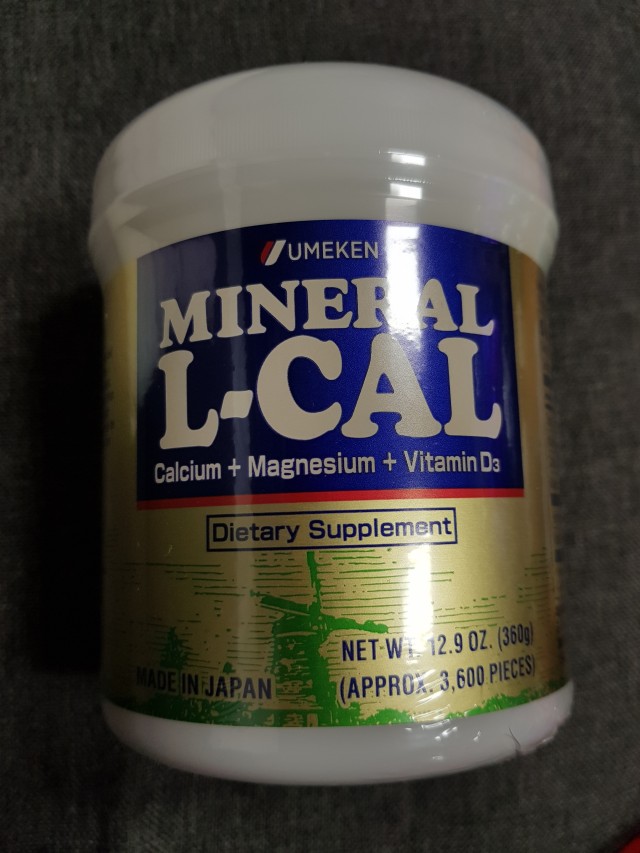 UMEKEN
MINERAL
L-CAL
Calcium + Magnesium + Vitamin D3
Dietary Supplement
NET WT. 12.9 OZ. (360g)
MADE IN JAPAN
(APPROX. 3,600 PIECES)